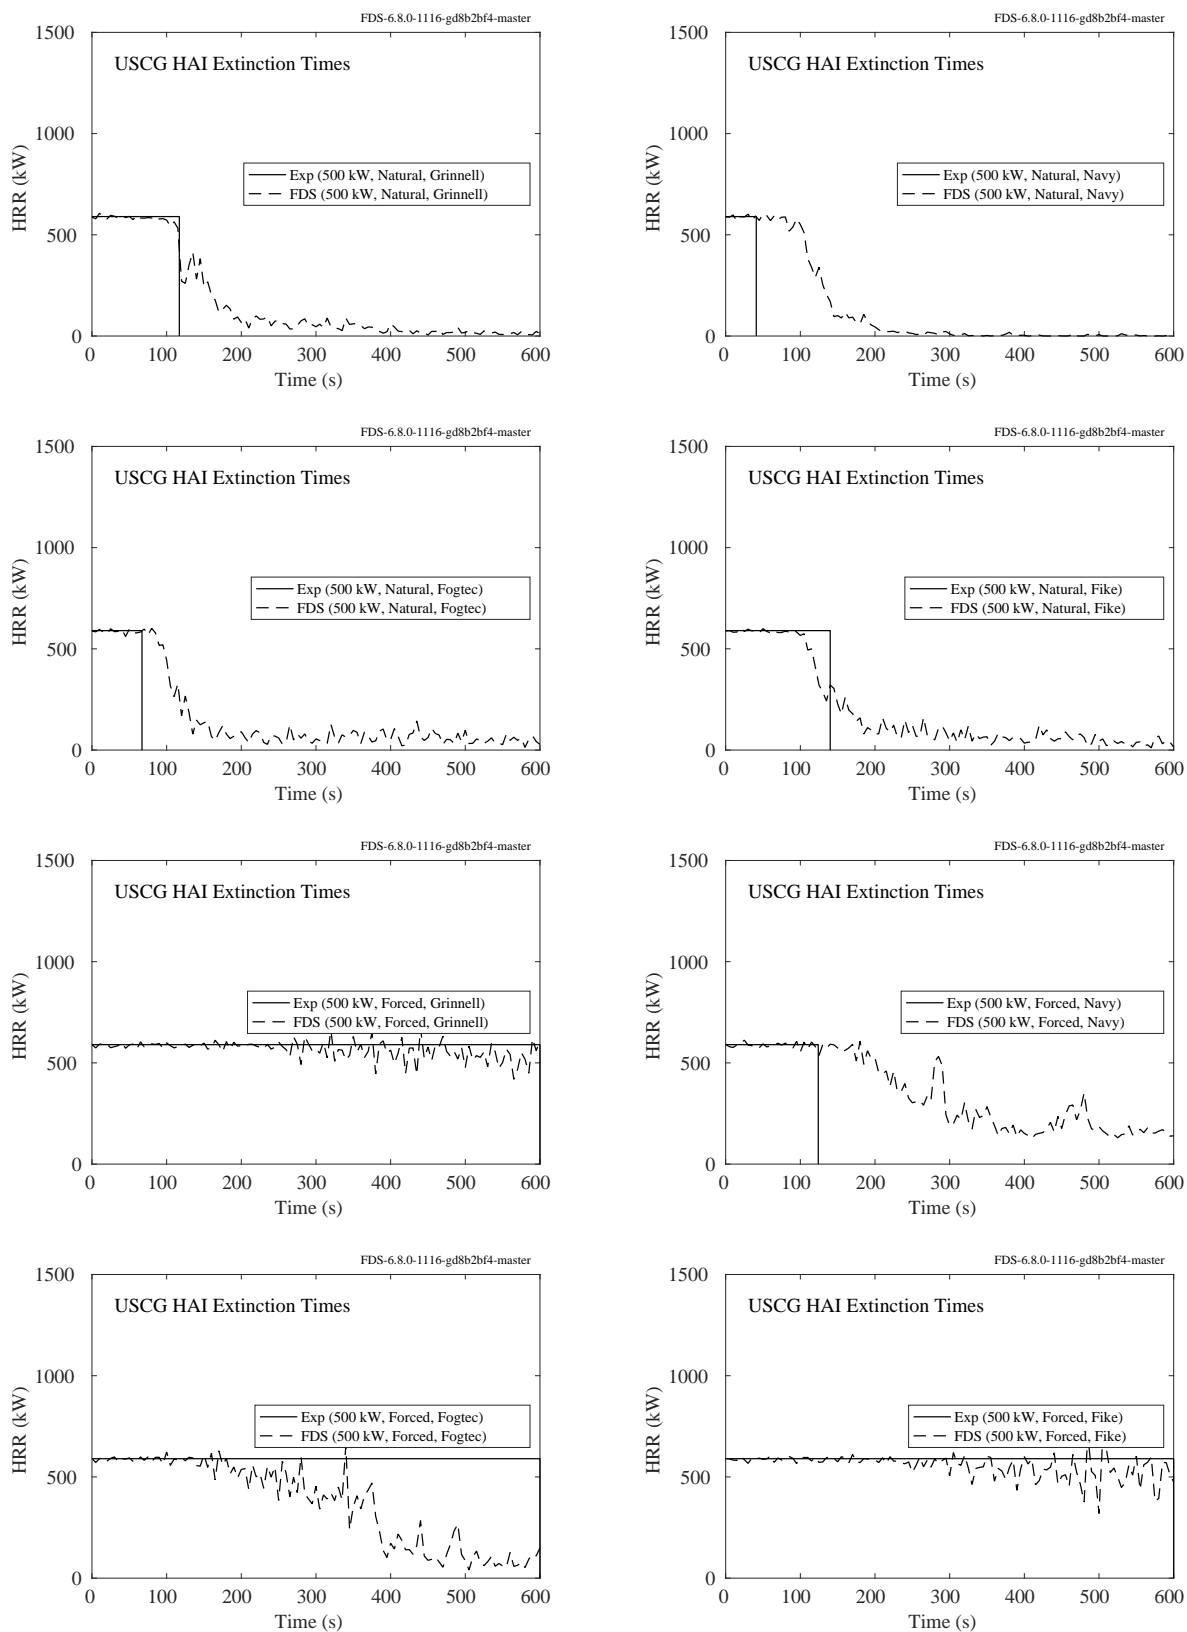 FDS-6.8.0-1116-gd8b2bf4-master
1500
USCG HAI Extinction Times
1000
HRR (kW)
Exp (500 kW, Natural, Grinnell)
FDS (500 kW, Natural, Grinnell)
500
0
0 100 200 300 400 500 600
Time (s)
FDS-6.8.0-1116-gd8b2bf4-master
1500
USCG HAI Extinction Times
1000
HRR (kW)
Exp (500 kW, Natural, Navy)
FDS (500 kW, Natural, Navy)
500
0
0 100 200 300 400 500 600
Time (s)
FDS-6.8.0-1116-gd8b2bf4-master
1500
USCG HAI Extinction Times
1000
HRR (kW)
Exp (500 kW, Natural, Fogtec)
FDS (500 kW, Natural, Fogtec)
500
0
0 100 200 300 400 500 600
Time (s)
FDS-6.8.0-1116-gd8b2bf4-master
1500
USCG HAI Extinction Times
1000
HRR (kW)
Exp (500 kW, Natural, Fike)
FDS (500 kW, Natural, Fike)
500
0
0 100 200 300 400 500 600
Time (s)
FDS-6.8.0-1116-gd8b2bf4-master
1500
USCG HAI Extinction Times
1000
HRR (kW)
Exp (500 kW, Forced, Grinnell)
FDS (500 kW, Forced, Grinnell)
500
0
0 100 200 300 400 500 600
Time (s)
FDS-6.8.0-1116-gd8b2bf4-master
1500
USCG HAI Extinction Times
1000
HRR (kW)
Exp (500 kW, Forced, Navy)
FDS (500 kW, Forced, Navy)
500
0
0 100 200 300 400 500 600
Time (s)
FDS-6.8.0-1116-gd8b2bf4-master
1500
USCG HAI Extinction Times
1000
HRR (kW)
Exp (500 kW, Forced, Fogtec)
FDS (500 kW, Forced, Fogtec)
500
0
0 100 200 300 400 500 600
Time (s)
FDS-6.8.0-1116-gd8b2bf4-master
1500
USCG HAI Extinction Times
1000
HRR (kW)
Exp (500 kW, Forced, Fike)
FDS (500 kW, Forced, Fike)
500
0
0 100 200 300 400 500 600
Time (s)